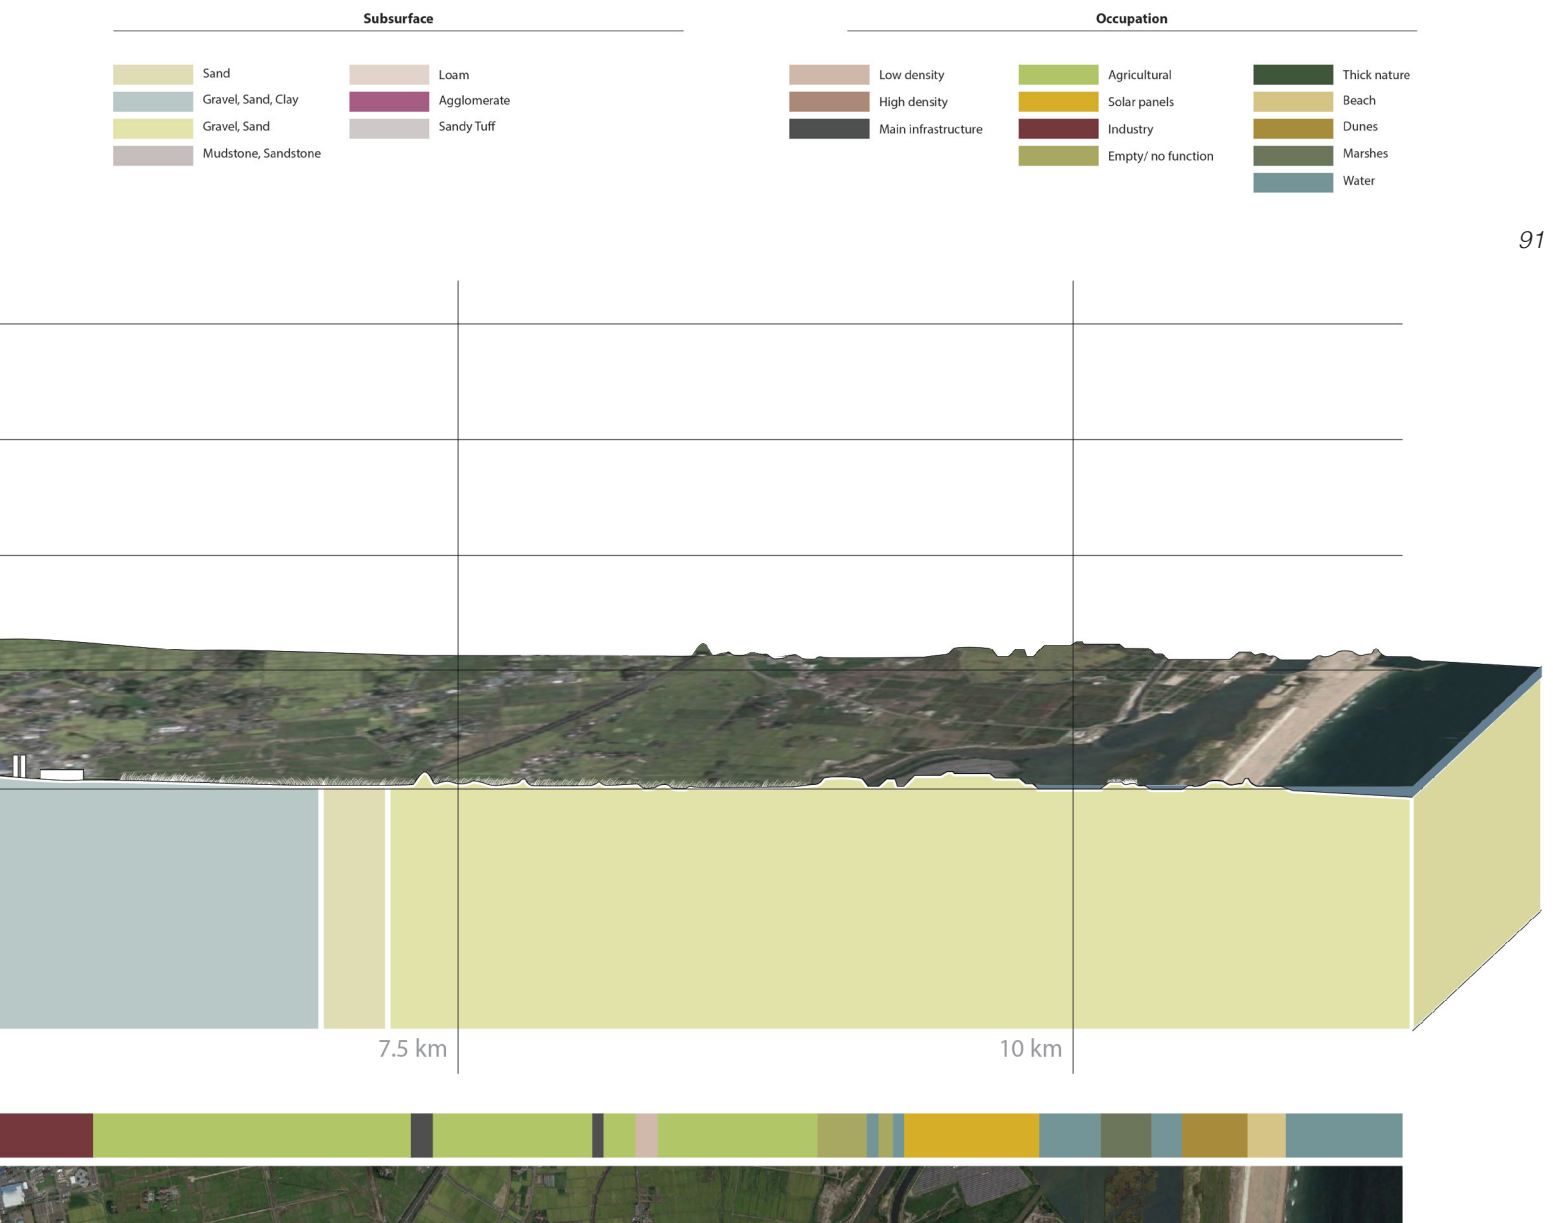 Subsurface
Sand
Gravel, Sand, Clay
Gravel, Sand
Mudstone, Sandstone
Loam
Agglomerate
Sandy Tuff
Occupation
Low density
High density
Main infrastructure
Agricultural
Solar panels
Industry
Empty/ no function
Thick nature
Beach
Dunes
Marshes
Water
91
7.5 km
10 km